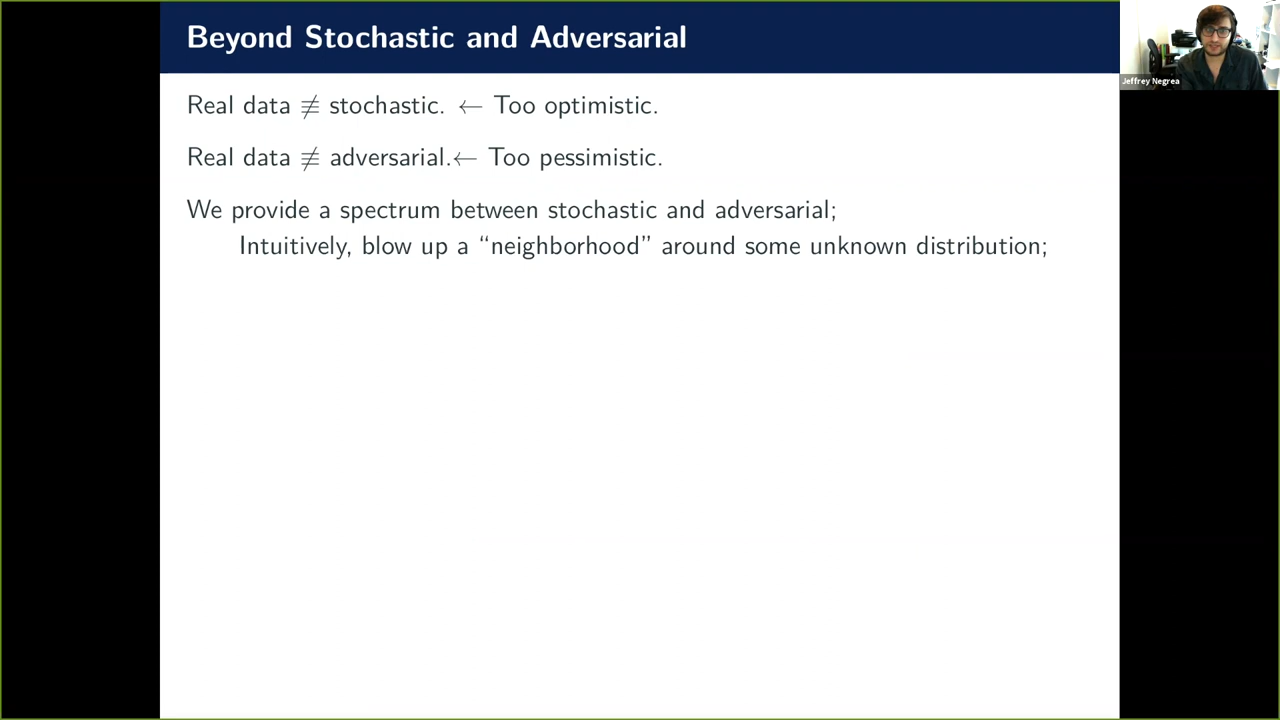 Beyond Stochastic and Adversarial
Real data ≢ stochastic. ← Too optimistic.
Real data ≢ adversarial.← Too pessimistic.
We provide a spectrum between stochastic and adversarial;
Intuitively, blow up a “neighborhood” around some unknown distribution;
Jeffrey Negrea